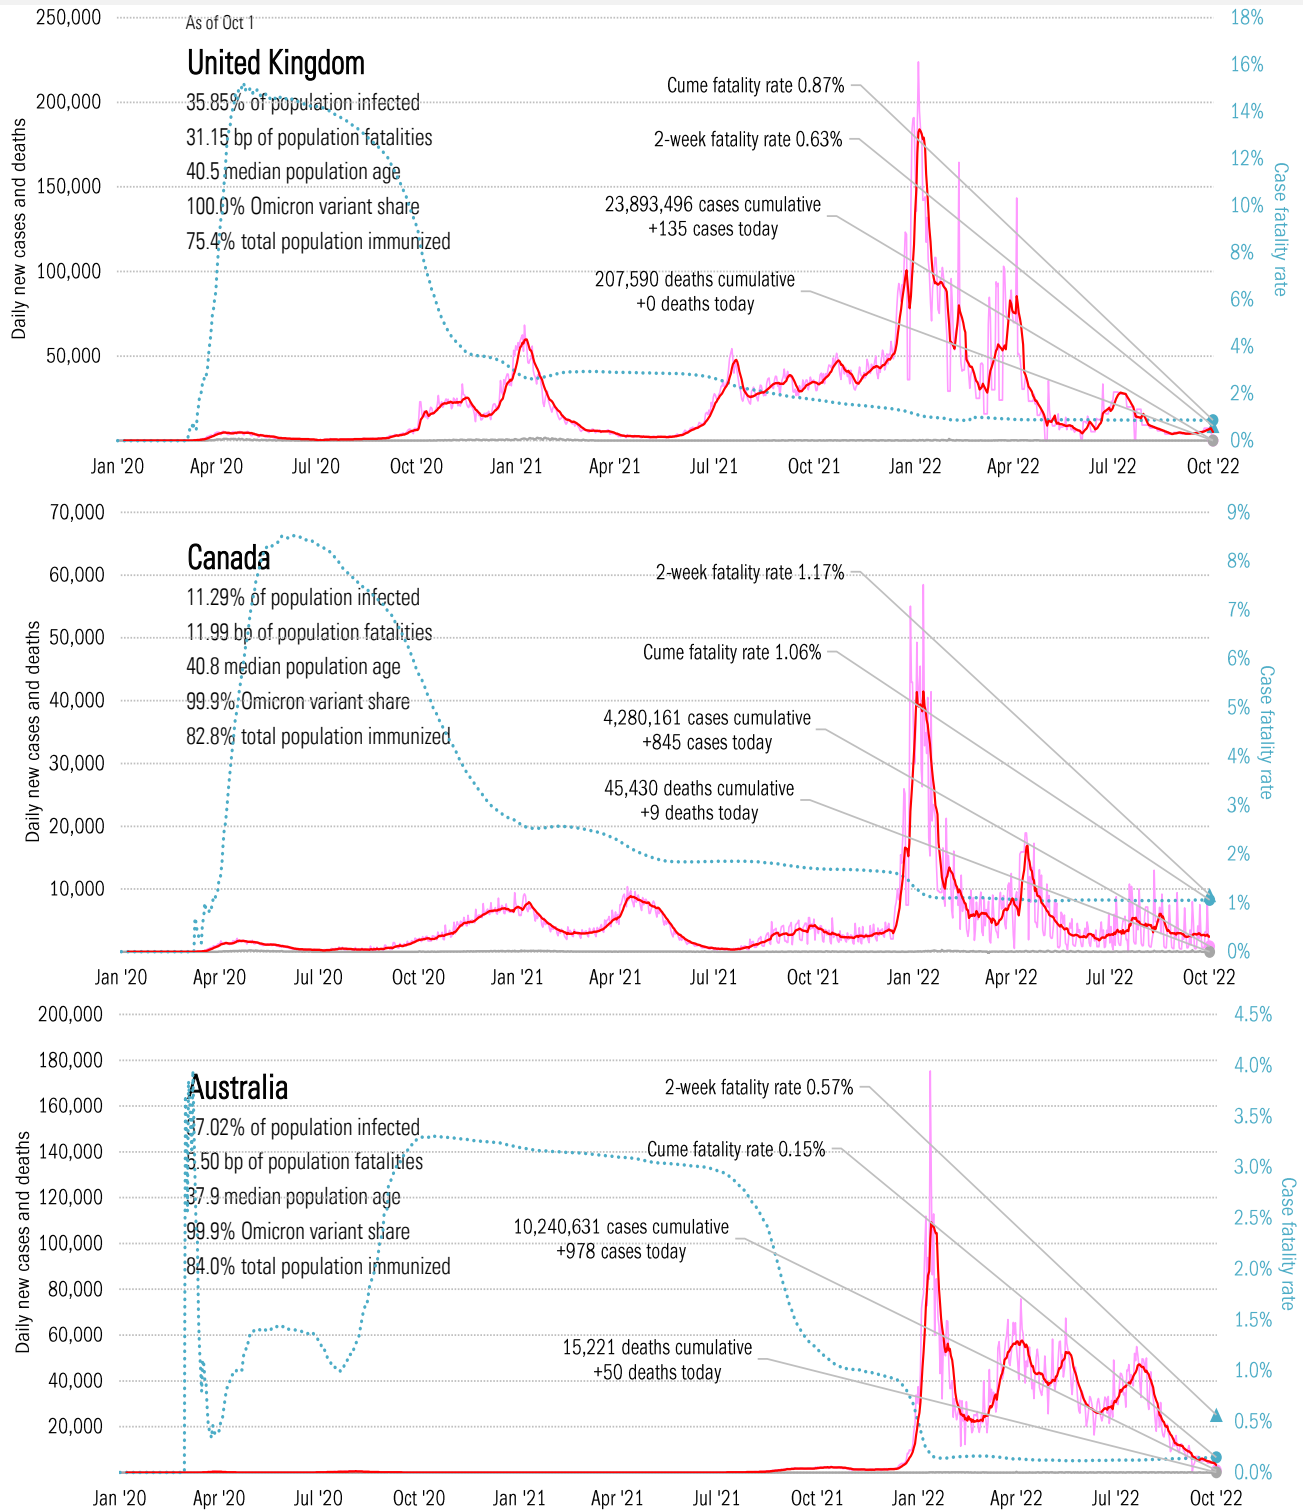 As of Oct 1
United Kingdom
35.85% of population infected
31.15 bp of population fatalities
40.5 median population age
100.0% Omicron variant share
75.4% total population immunized
Cume fatality rate 0.87%
2-week fatality rate 0.63%
23,893,496 cases cumulative
+135 cases today
207,590 deaths cumulative
+0 deaths today
Daily new cases and deaths
250,000
200,000
150,000
100,000
50,000
18%
16%
14%
12%
10%
8%
6%
4%
2%
0%
Case fatality rate
Jan '20 Apr '20 Jul '20 Oct '20 Jan '21 Apr '21 Jul '21 Oct '21 Jan '22 Apr '22 Jul '22 Oct '22
Canada
11.29% of population infected
11.99 bp of population fatalities
40.8 median population age
99.9% Omicron variant share
82.8% total population immunized
2-week fatality rate 1.17%
Cume fatality rate 1.06%
4,280,161 cases cumulative
+845 cases today
45,430 deaths cumulative
+9 deaths today
Daily new cases and deaths
70,000
60,000
50,000
40,000
30,000
20,000
10,000
9%
8%
7%
6%
5%
4%
3%
2%
1%
0%
Case fatality rate
Jan '20 Apr '20 Jul '20 Oct '20 Jan '21 Apr '21 Jul '21 Oct '21 Jan '22 Apr '22 Jul '22 Oct '22
Australia
37.02% of population infected
5.50 bp of population fatalities
37.9 median population age
99.9% Omicron variant share
84.0% total population immunized
2-week fatality rate 0.57%
Cume fatality rate 0.15%
10,240,631 cases cumulative
+978 cases today
15,221 deaths cumulative
+50 deaths today
Daily new cases and deaths
200,000
180,000
160,000
140,000
120,000
100,000
80,000
60,000
40,000
20,000
4.5%
4.0%
3.5%
3.0%
2.5%
2.0%
1.5%
1.0%
0.5%
0.0%
Case fatality rate
Jan '20 Apr '20 Jul '20 Oct '20 Jan '21 Apr '21 Jul '21 Oct '21 Jan '22 Apr '22 Jul '22 Oct '22